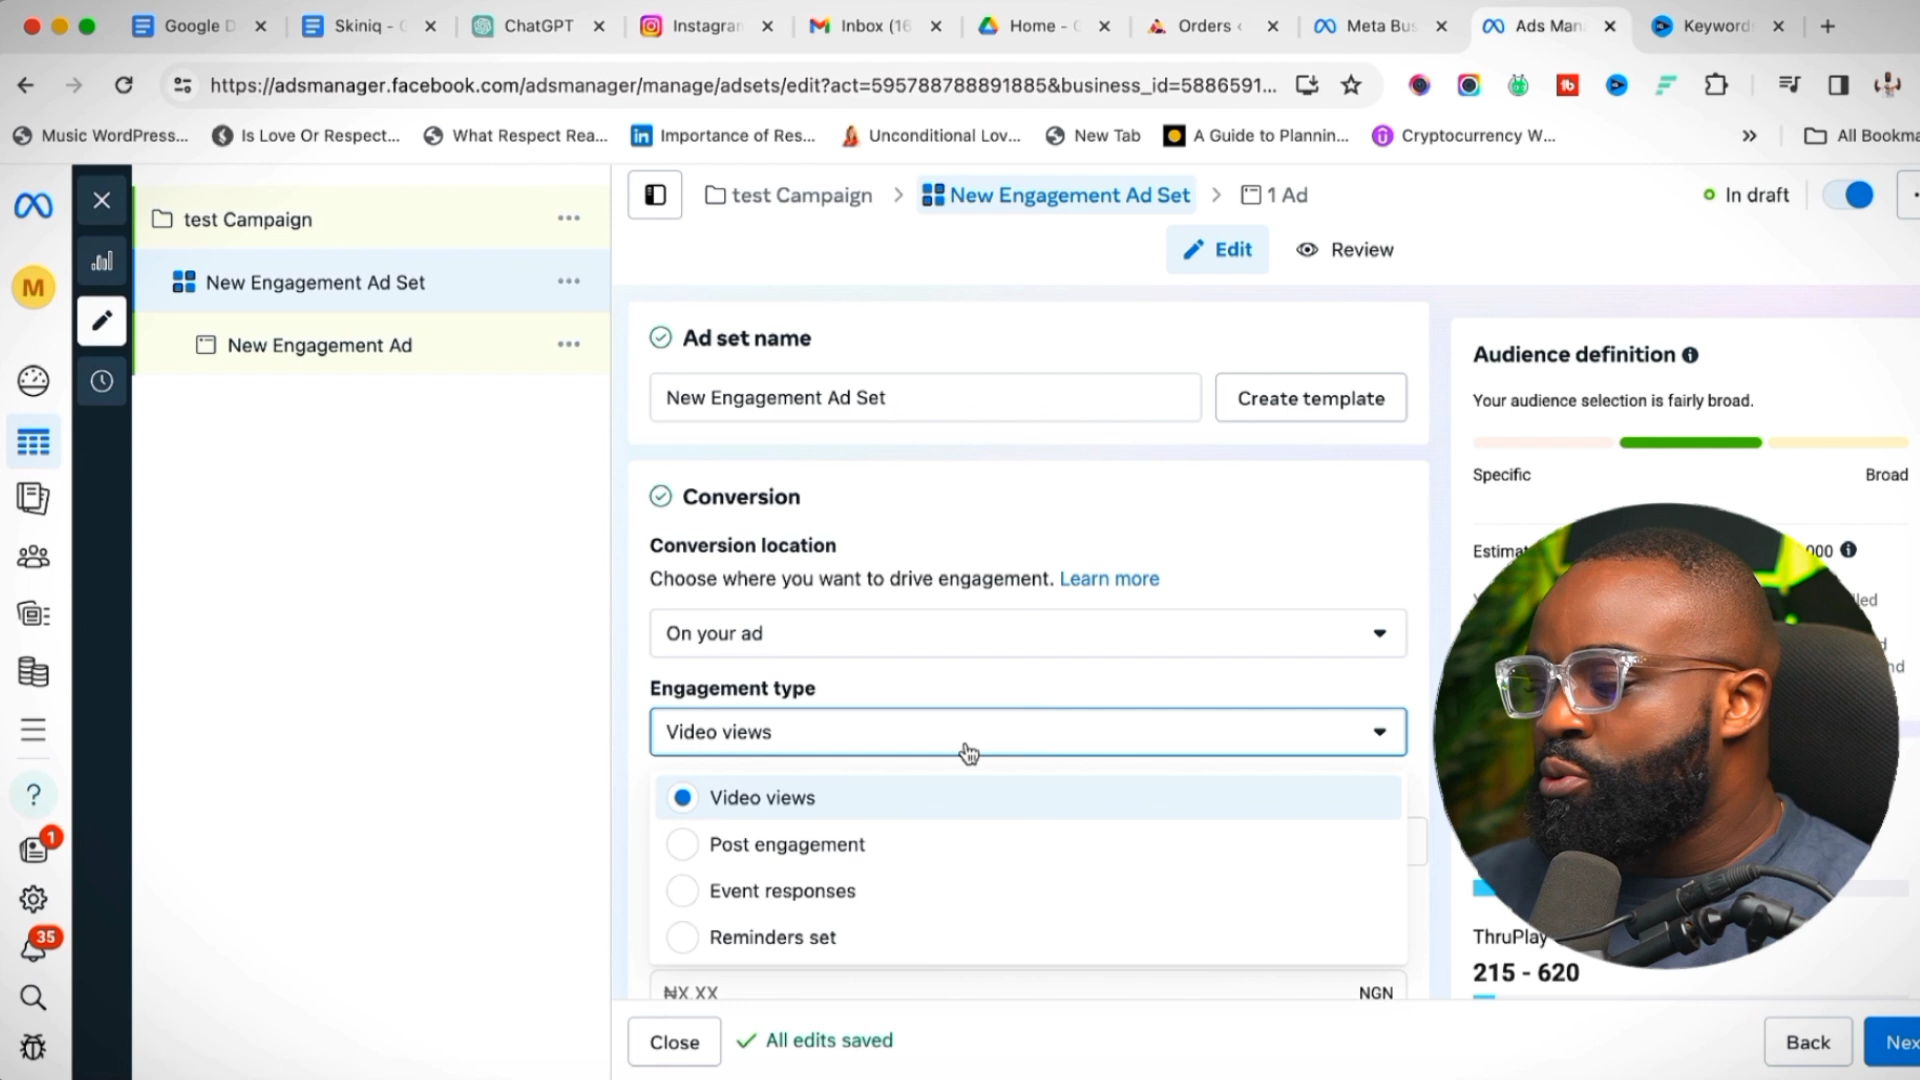 Google D
Skiniq - G
ChatGPT
Instagram
Inbox (16
Home - G
Orders ‹
Meta Bus
Ads Man
Keyword
https://adsmanager.facebook.com/adsmanager/manage/adsets/edit?act=595788788891885&business_id=5886591...
Music WordPress...
Is Love Or Respect...
What Respect Rea...
in
Importance of Res...
Unconditional Lov...
New Tab
A Guide to Plannin...
Cryptocurrency W...
All Bookma
M
test Campaign
New Engagement Ad Set
New Engagement Ad
1
35
test Campaign
New Engagement Ad Set
1 Ad
In draft
Edit
Review
Ad set name
New Engagement Ad Set
Create template
Conversion
Conversion location
Choose where you want to drive engagement. Learn more
On your ad
Engagement type
Video views
Video views
Post engagement
Event responses
Reminders set
₦X.XX
NGN
Close
All edits saved
Back
Nex
Audience definition
Your audience selection is fairly broad.
Specific
Broad
Estimat
000
ThruPlay
215 - 620